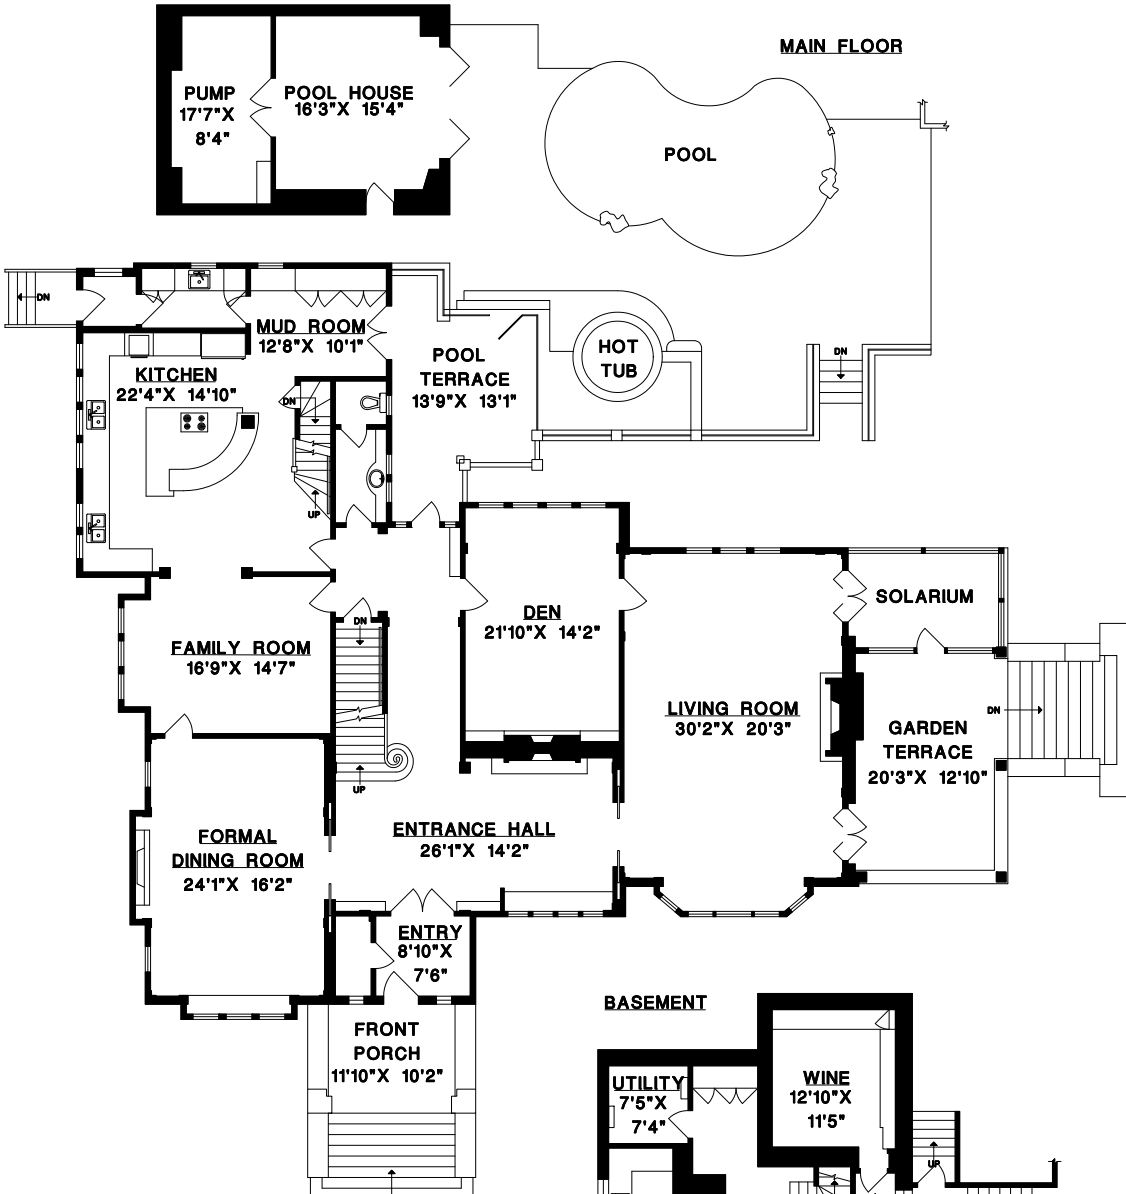 MAIN FLOOR
PUMP
17'7"X
8'4"
POOL HOUSE
16'3"X 15'4"
POOL
DN
MUD ROOM
12'8"X 10'1"
KITCHEN
22'4"X 14'10"
DN
UP
POOL
TERRACE
13'9"X 13'1"
HOT
TUB
DN
DEN
21'10"X 14'2"
SOLARIUM
FAMILY ROOM
16'9"X 14'7"
DN
UP
LIVING ROOM
30'2"X 20'3"
GARDEN
TERRACE
20'3"X 12'10"
DN
FORMAL
DINING ROOM
24'1"X 16'2"
ENTRANCE HALL
26'1"X 14'2"
ENTRY
8'10"X
7'6"
FRONT
PORCH
11'10"X 10'2"
BASEMENT
UTILITY
7'5"X
7'4"
WINE
12'10"X
11'5"
UP